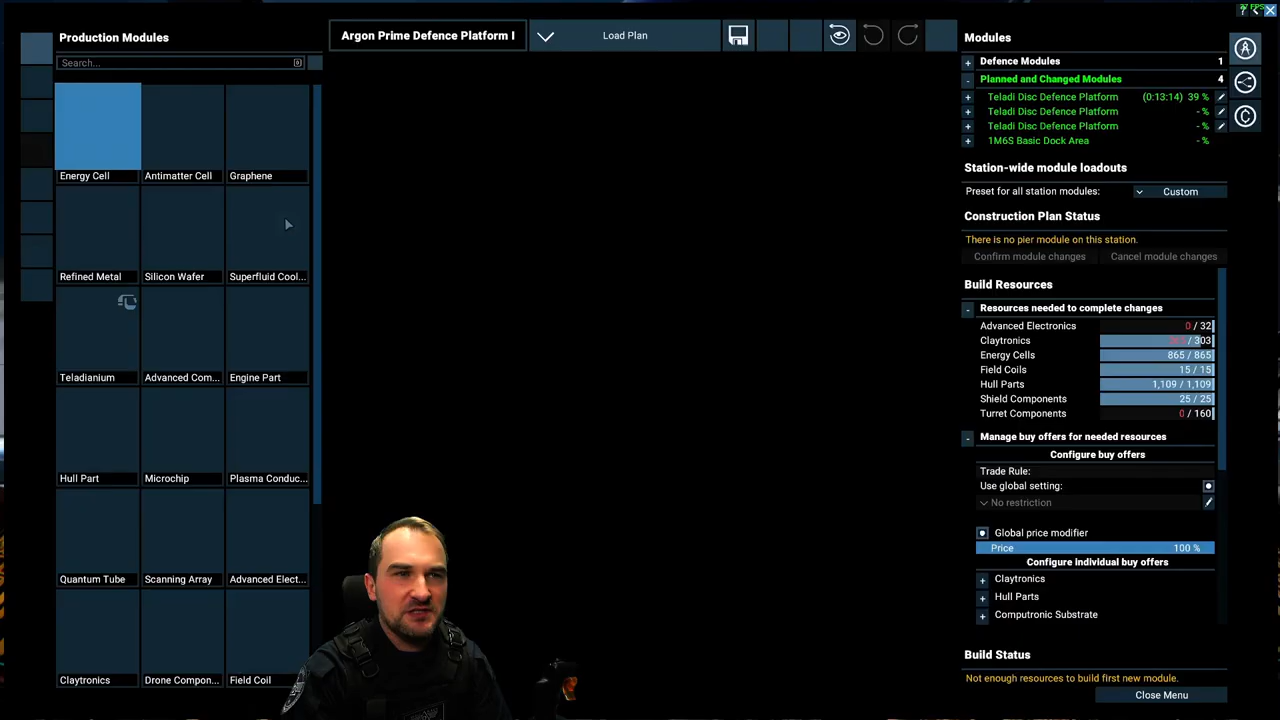 Production Modules
Search...
Energy Cell
Antimatter Cell
Graphene
Refined Metal
Silicon Wafer
Superfluid Cool...
Teladianium
Advanced Com...
Engine Part
Hull Part
Microchip
Plasma Conduc...
Quantum Tube
Scanning Array
Advanced Elect...
Claytronics
Drone Compon...
Field Coil
Argon Prime Defence Platform I
Load Plan
Modules
Defence Modules 1
Planned and Changed Modules 4
Teladi Disc Defence Platform (0:13:14) 39 %
Teladi Disc Defence Platform - %
Teladi Disc Defence Platform - %
1M6S Basic Dock Area - %
Station-wide module loadouts
Preset for all station modules: Custom
Construction Plan Status
There is no pier module on this station.
Confirm module changes Cancel module changes
Build Resources
Resources needed to complete changes
Advanced Electronics 0 / 32
Claytronics / 303
Energy Cells 865 / 865
Field Coils 15 / 15
Hull Parts 1,109 / 1,109
Shield Components 25 / 25
Turret Components 0 / 160
Manage buy offers for needed resources
Configure buy offers
Trade Rule:
Use global setting:
No restriction
Global price modifier
Price 100 %
Configure individual buy offers
Claytronics
Hull Parts
Computronic Substrate
Build Status
Not enough resources to build first new module.
Close Menu